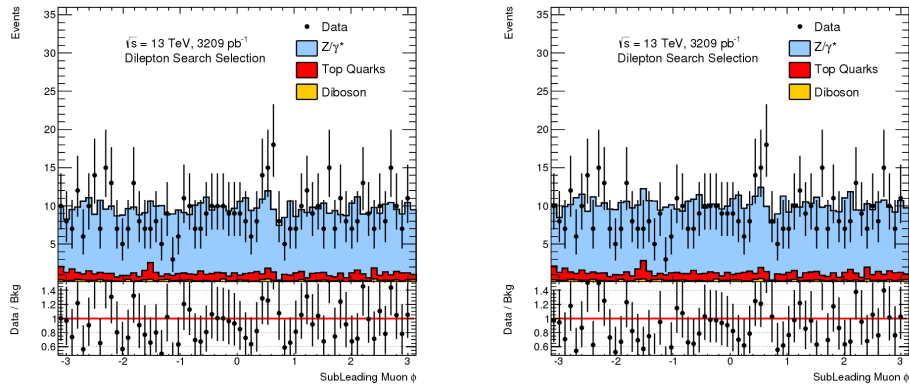 Events
35
30
25
20
15
10
5
√s = 13 TeV, 3209 pb⁻¹
Dilepton Search Selection
Data
Z/γ*
Top Quarks
Diboson
Data / Bkg
1.4
1.2
1.0
0.8
0.6
-3 -2 -1 0 1 2 3
SubLeading Muon ϕ
Events
35
30
25
20
15
10
5
√s = 13 TeV, 3209 pb⁻¹
Dilepton Search Selection
Data
Z/γ*
Top Quarks
Diboson
Data / Bkg
1.4
1.2
1.0
0.8
0.6
-3 -2 -1 0 1 2 3
SubLeading Muon ϕ